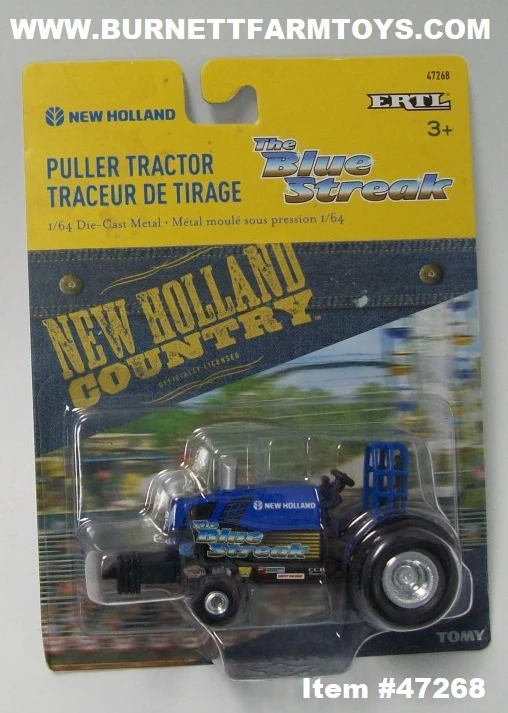 WWW.BURNETTFARMTOYS.COM
47268
NEW HOLLAND
ERTL
3+
PULLER TRACTOR
TRACEUR DE TIRAGE
The
Blue
Streak
1/64 Die-Cast Metal • Métal moulé sous pression 1/64
NEW HOLLAND
COUNTRY™
OFFICIALLY LICENSED
NEW HOLLAND
The
Blue
Streak
TOMY
Item #47268